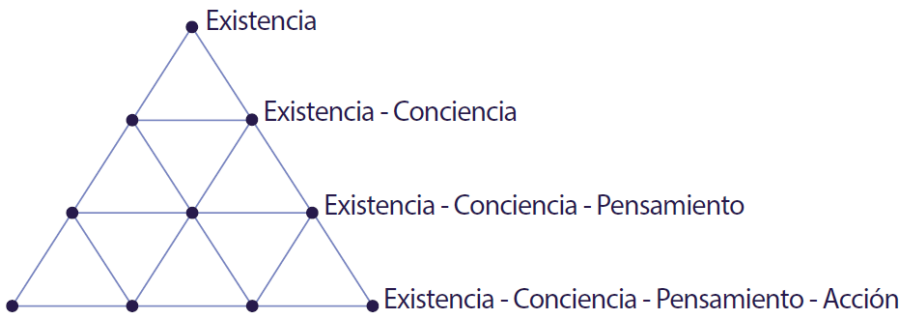 Existencia
Existencia - Conciencia
Existencia - Conciencia - Pensamiento
Existencia - Conciencia - Pensamiento - Acción